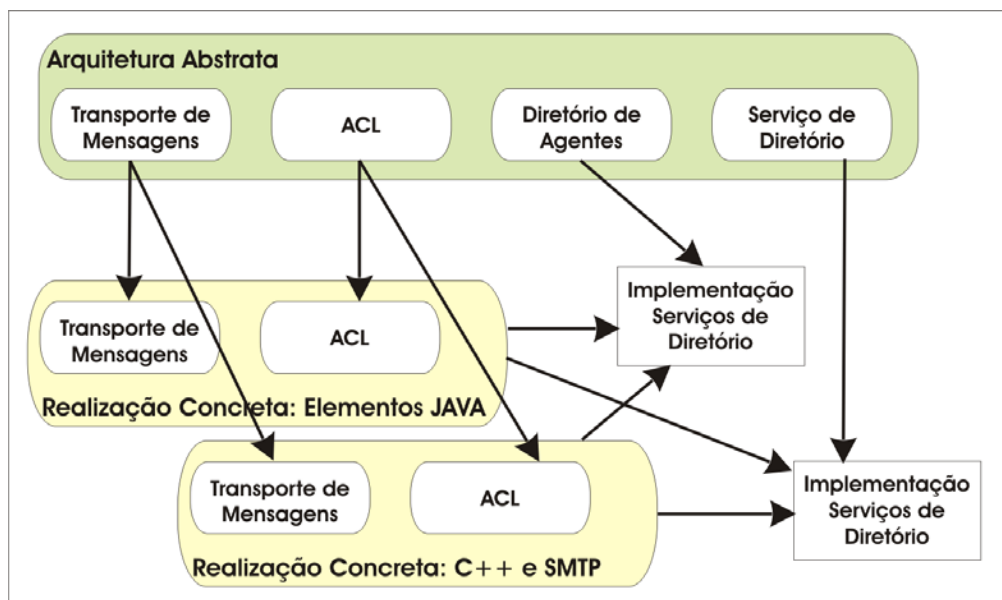 Arquitetura Abstrata
Transporte de
Mensagens
ACL
Diretório de
Agentes
Serviço de
Diretório
Transporte de
Mensagens
ACL
Realização Concreta: Elementos JAVA
Implementação
Serviços de
Diretório
Transporte de
Mensagens
ACL
Realização Concreta: C++ e SMTP
Implementação
Serviços de
Diretório